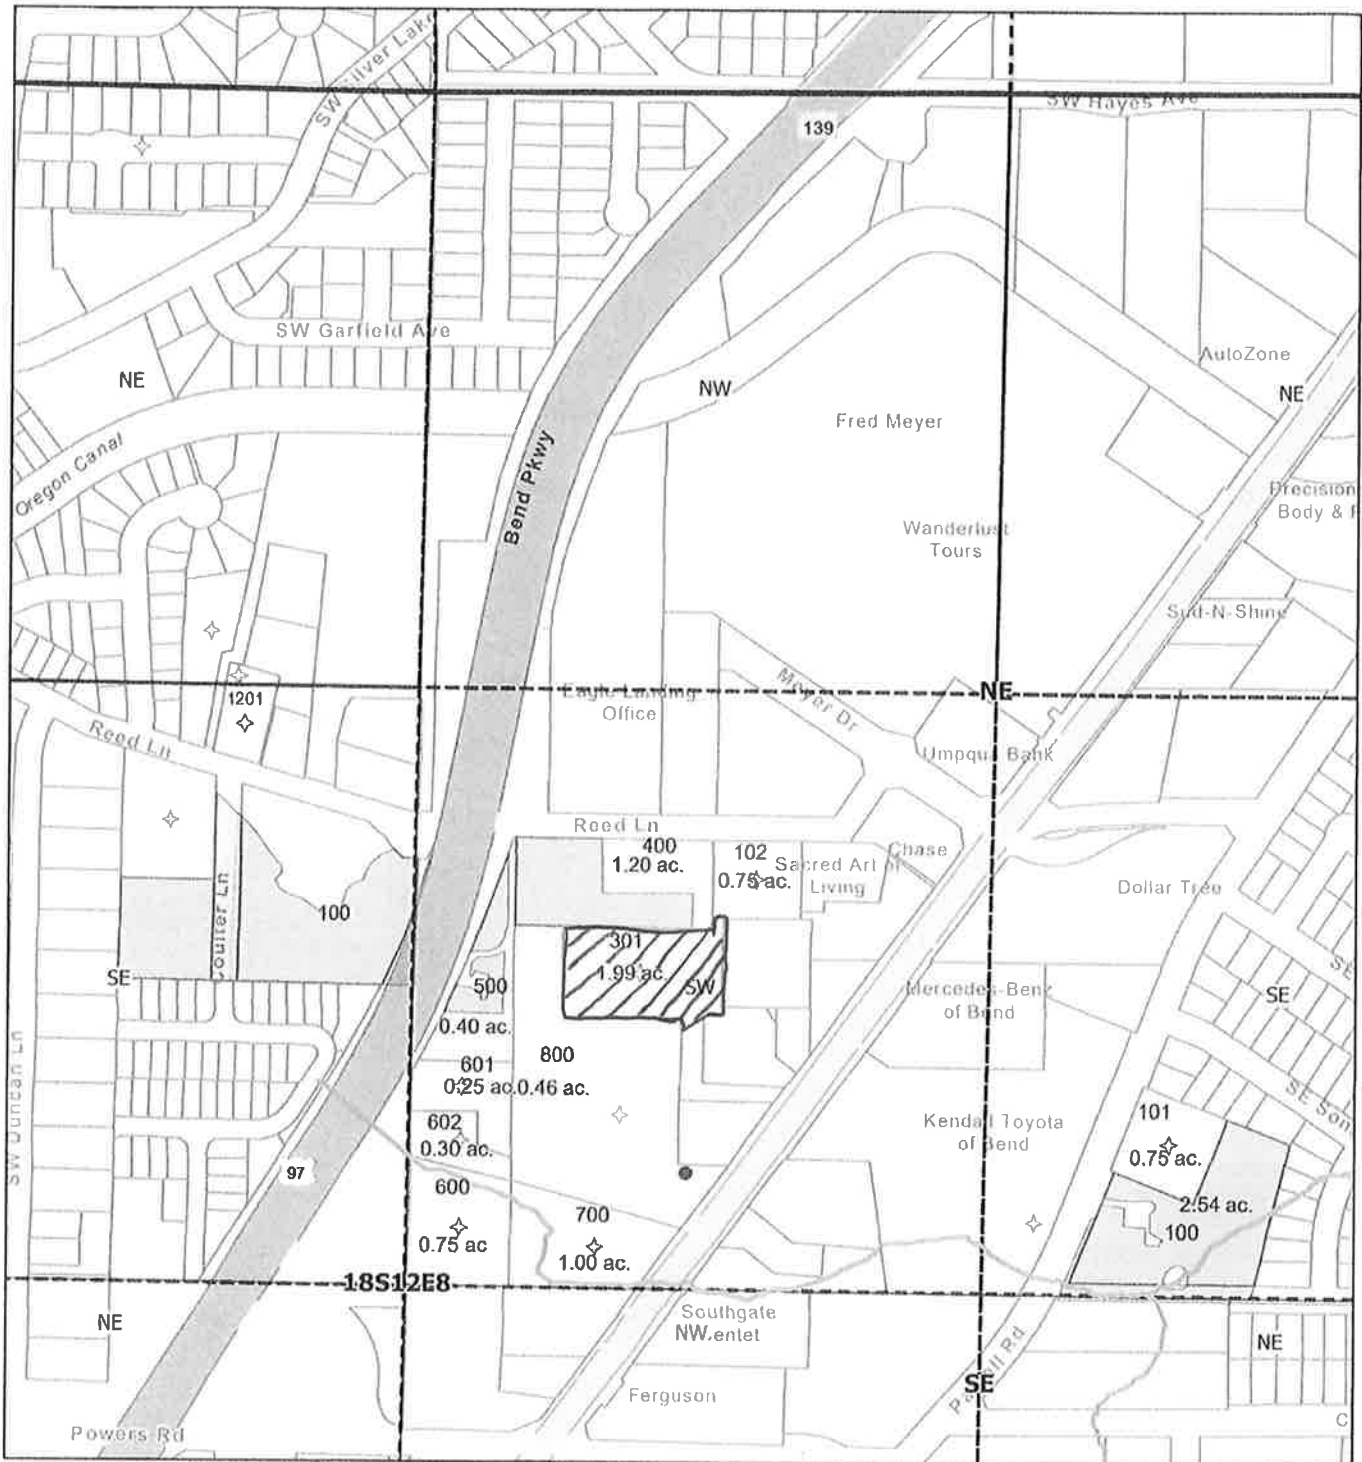 SW Silver Lake
139
SW Hayes Ave
SW Garfield Ave
AutoZone
NE
NW
NE
Fred Meyer
Oregon Canal
Bend Pkwy
Precision
Body &
Wanderlust
Tours
Sud-N-Shine
1201
Eagle Landing
Office
Meyer Dr
NE
Reed Ln
Umpqua Bank
Reed Ln
400
1.20 ac.
102
0.75 ac.
Sacred Art of
Living
Chase
Dollar Tree
100
Coulter Ln
301
1.99 ac.
SW
SE
500
0.40 ac.
Mercedes-Benz
of Bend
SE
SE
SW Duncan Ln
800
601
0.25 ac.
0.46 ac.
SE Son
602
0.30 ac.
Kendall Toyota
of Bend
101
0.75 ac.
97
600
0.75 ac
700
1.00 ac.
2.54 ac.
100
18S12E8
NE
Southgate
NW
NE
Rd
SE
Ferguson
Powers Rd
C